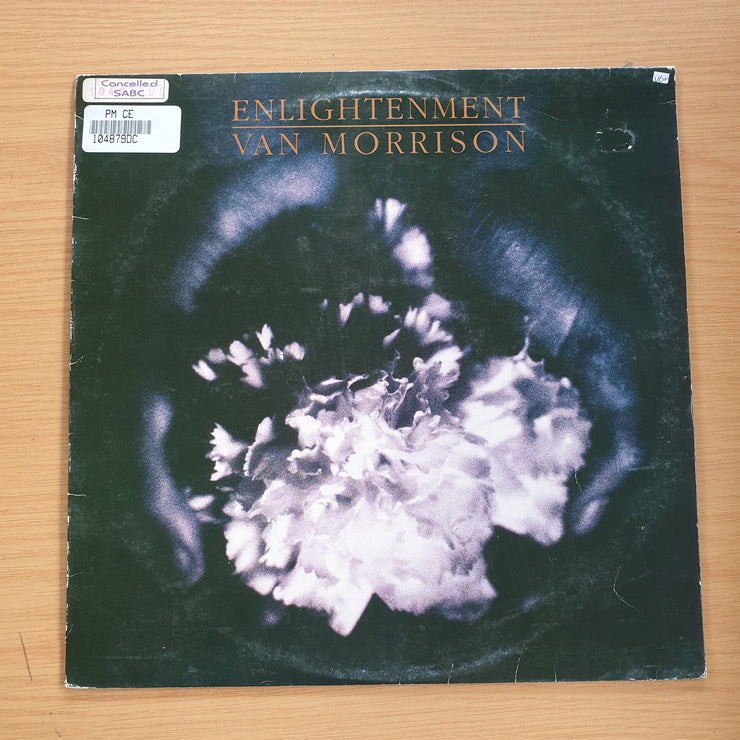 Cancelled
SABC
PM CE
104879DC
ENLIGHTENMENT
VAN MORRISON